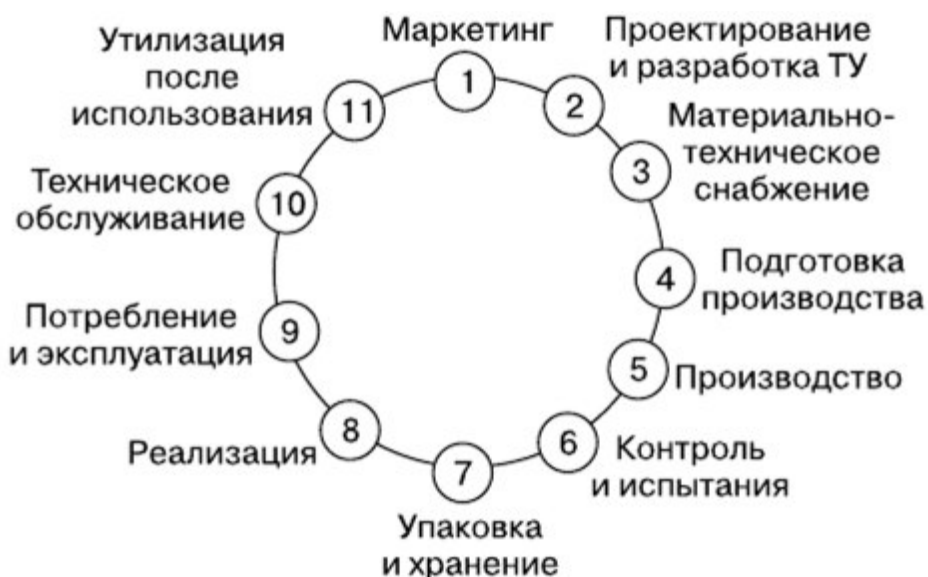 Маркетинг
1
Проектирование
и разработка ТУ
2
Материально-
техническое
снабжение
3
Подготовка
производства
4
Производство
5
Контроль
и испытания
6
Упаковка
и хранение
7
Реализация
8
Потребление
и эксплуатация
9
Техническое
обслуживание
10
Утилизация
после
использования
11